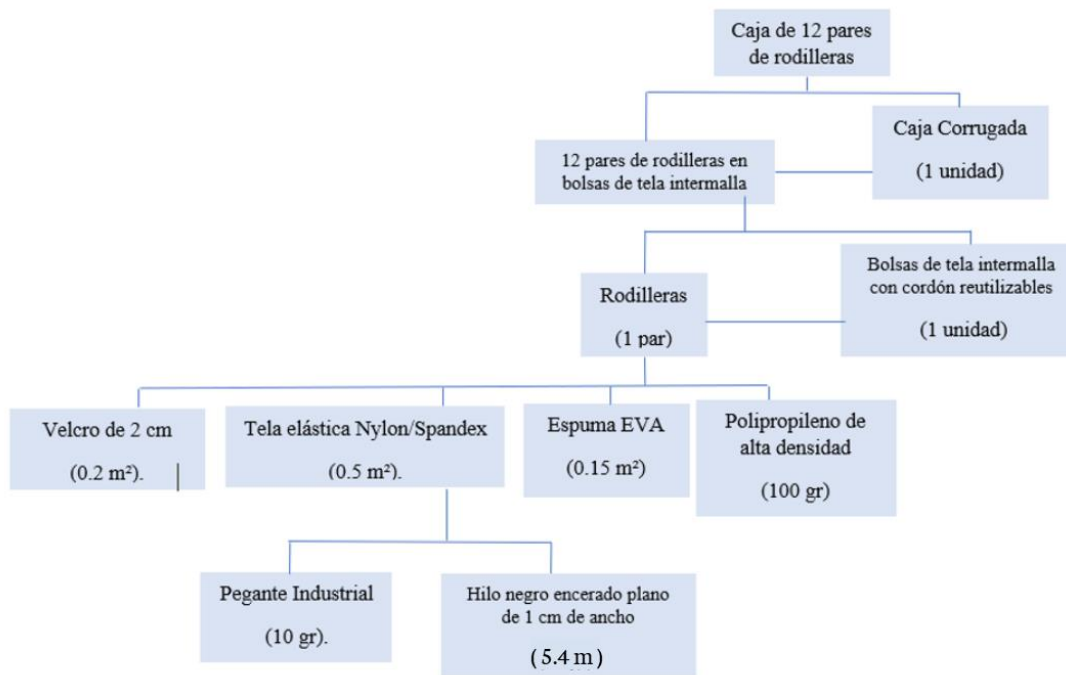 Caja de 12 pares
de rodilleras
Caja Corrugada
(1 unidad)
12 pares de rodilleras en
bolsas de tela intermalla
Bolsas de tela intermalla
con cordón reutilizables
(1 unidad)
Rodilleras
(1 par)
Velcro de 2 cm
(0.2 m²).
Tela elástica Nylon/Spandex
(0.5 m²).
Espuma EVA
(0.15 m²)
Polipropileno de
alta densidad
(100 gr)
Pegante Industrial
(10 gr).
Hilo negro encerado plano
de 1 cm de ancho
(5.4 m)